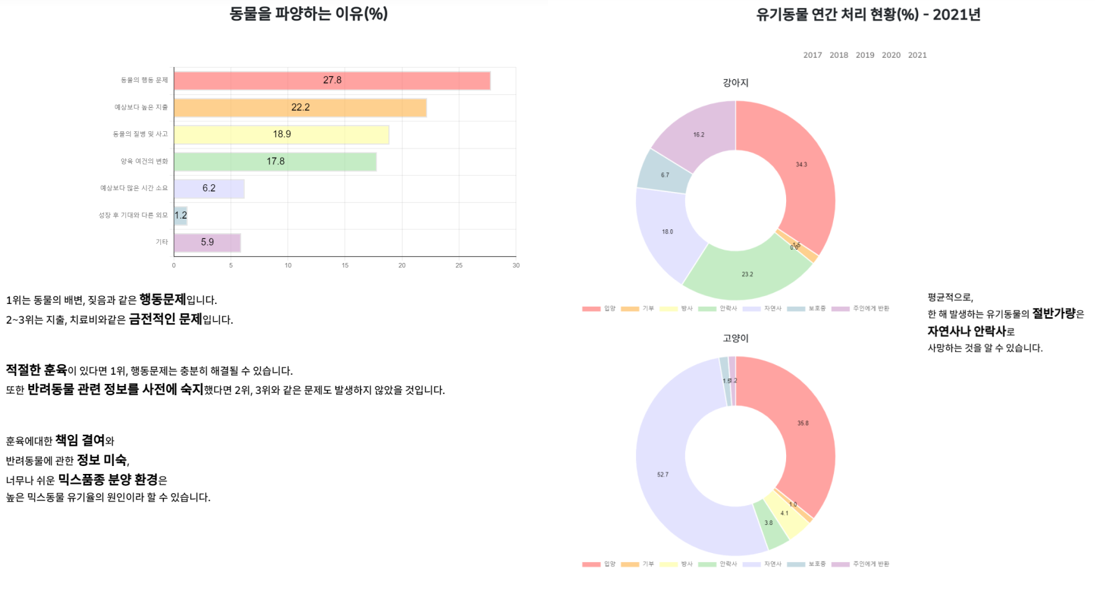 동물을 파양하는 이유(%)
동물의 행동 문제
27.8
예상보다 높은 지출
22.2
동물의 질병 및 사고
18.9
양육 여건의 변화
17.8
예상보다 많은 시간 소요
6.2
성장 후 기대와 다른 외모
1.2
기타
5.9
0 5 10 15 20 25 30
1위는 동물의 배변, 짖음과 같은 행동문제입니다.
2~3위는 지출, 치료비와같은 금전적인 문제입니다.
적절한 훈육이 있다면 1위, 행동문제는 충분히 해결될 수 있습니다.
또한 반려동물 관련 정보를 사전에 숙지했다면 2위, 3위와 같은 문제도 발생하지 않았을 것입니다.
훈육에대한 책임 결여와
반려동물에 관한 정보 미숙,
너무나 쉬운 믹스품종 분양 환경은
높은 믹스동물 유기율의 원인이라 할 수 있습니다.
유기동물 연간 처리 현황(%) - 2021년
2017 2018 2019 2020 2021
강아지
16.2
34.3
6.7
18.0
23.2
입양 기부 방사 안락사 자연사 보호중 주인에게 반환
고양이
52.7
1.0
4.1
3.8
입양 기부 방사 안락사 자연사 보호중 주인에게 반환
평균적으로,
한 해 발생하는 유기동물의 절반가량은
자연사나 안락사로
사망하는 것을 알 수 있습니다.